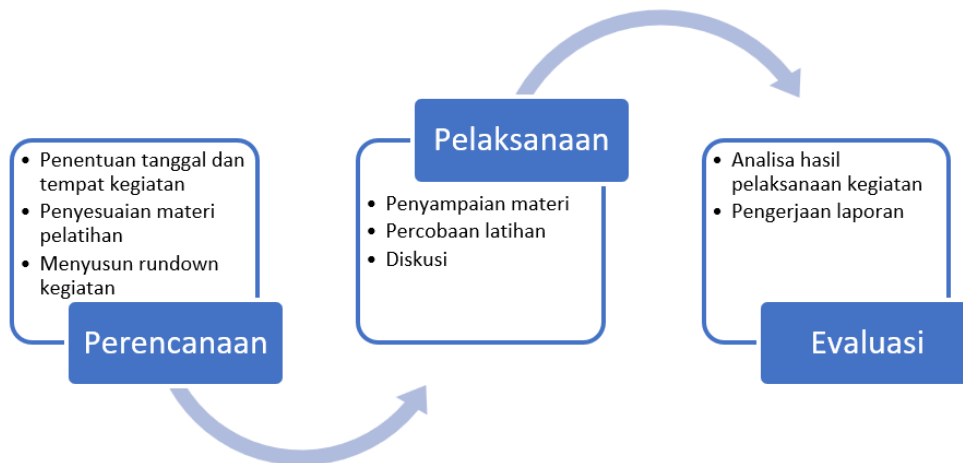 • Penentuan tanggal dan
tempat kegiatan
• Penyesuaian materi
pelatihan
• Menyusun rundown
kegiatan
Perencanaan
Pelaksanaan
• Penyampaian materi
• Percobaan latihan
• Diskusi
• Analisa hasil
pelaksanaan kegiatan
• Pengerjaan laporan
Evaluasi